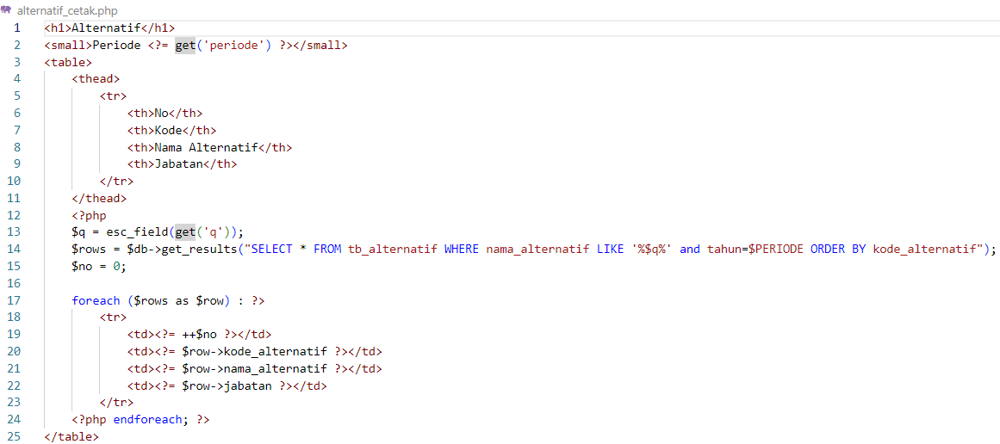 alternatif_cetak.php
1 <h1>Alternatif</h1>
2 <small>Periode <?= get('periode') ?></small>
3 <table>
4     <thead>
5         <tr>
6             <th>No</th>
7             <th>Kode</th>
8             <th>Nama Alternatif</th>
9             <th>Jabatan</th>
10         </tr>
11     </thead>
12     <?php
13     $q = esc_field(get('q'));
14     $rows = $db->get_results("SELECT * FROM tb_alternatif WHERE nama_alternatif LIKE '%$q%' and tahun=$PERIODE ORDER BY kode_alternatif");
15     $no = 0;
16
17     foreach ($rows as $row) : ?>
18         <tr>
19             <td><?= ++$no ?></td>
20             <td><?= $row->kode_alternatif ?></td>
21             <td><?= $row->nama_alternatif ?></td>
22             <td><?= $row->jabatan ?></td>
23         </tr>
24     <?php endforeach; ?>
25 </table>